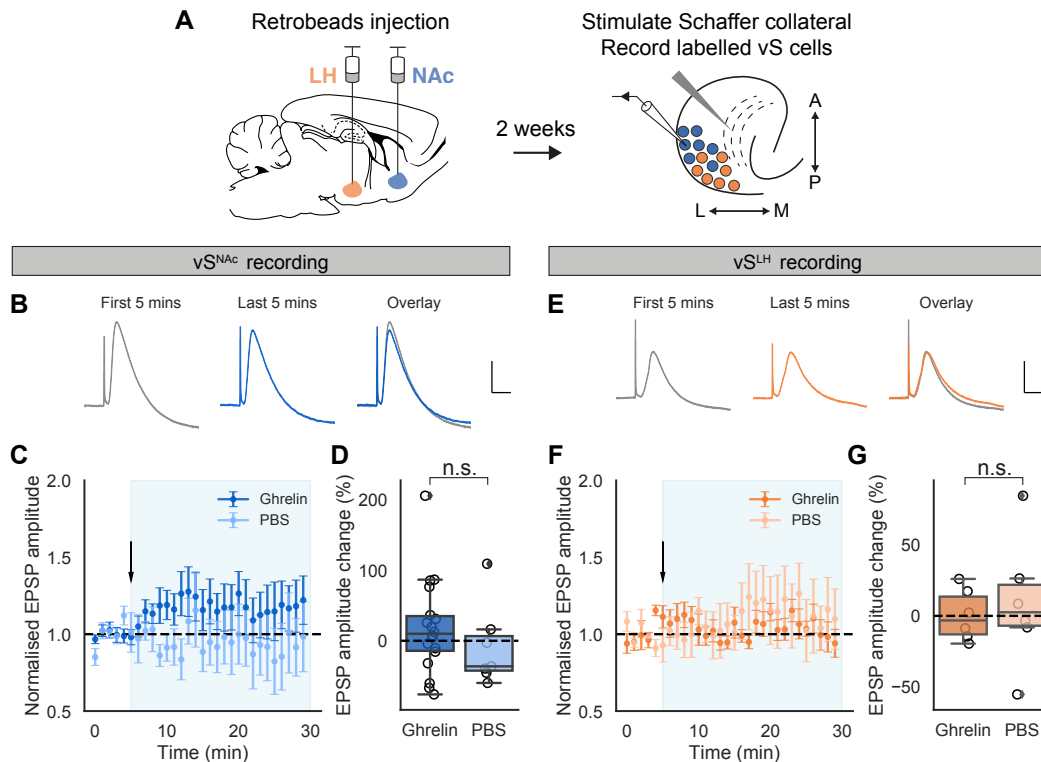 A
Retrobeads injection
LH
NAc
2 weeks
Stimulate Schaffer collateral
Record labelled vS cells
A
P
L
M
vS^NAc recording
vS^LH recording
B
First 5 mins
Last 5 mins
Overlay
E
First 5 mins
Last 5 mins
Overlay
C
Normalised EPSP amplitude
2.0
1.5
1.0
0.5
Ghrelin
PBS
0
10
20
30
Time (min)
D
EPSP amplitude change (%)
200
100
0
n.s.
Ghrelin
PBS
F
Normalised EPSP amplitude
2.0
1.5
1.0
0.5
Ghrelin
PBS
0
10
20
30
Time (min)
G
EPSP amplitude change (%)
50
0
−50
n.s.
Ghrelin
PBS